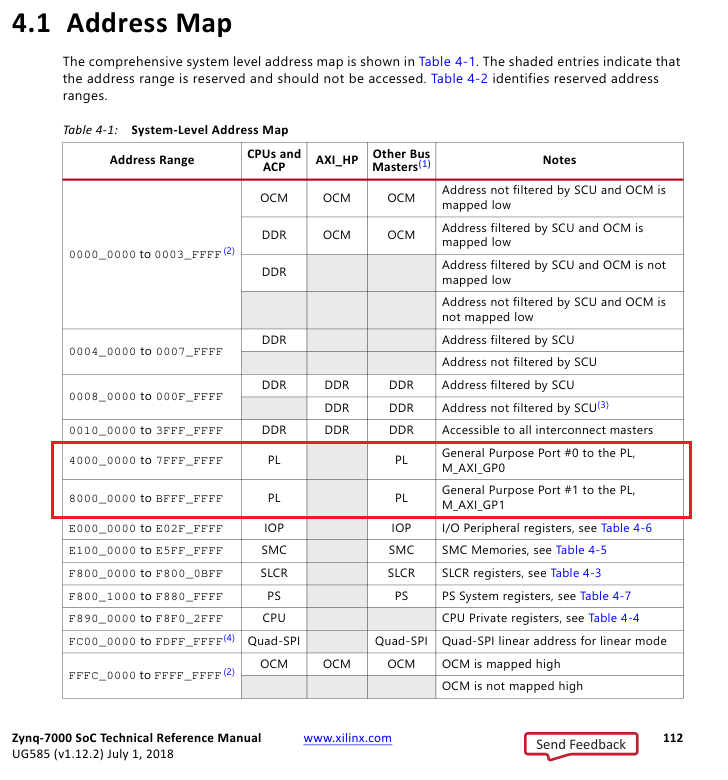 4.1 Address Map
The comprehensive system level address map is shown in Table 4-1. The shaded entries indicate that
the address range is reserved and should not be accessed. Table 4-2 identifies reserved address
ranges.
Table 4-1: System-Level Address Map
Address Range CPUs and ACP AXI_HP Other Bus Masters(1) Notes
0000_0000 to 0003_FFFF(2) OCM OCM OCM Address not filtered by SCU and OCM is
mapped low
DDR OCM OCM Address filtered by SCU and OCM is
mapped low
DDR Address filtered by SCU and OCM is not
mapped low
Address not filtered by SCU and OCM is
not mapped low
0004_0000 to 0007_FFFF DDR Address filtered by SCU
Address not filtered by SCU
0008_0000 to 000F_FFFF DDR DDR DDR Address filtered by SCU
DDR DDR Address not filtered by SCU(3)
0010_0000 to 3FFF_FFFF DDR DDR DDR Accessible to all interconnect masters
4000_0000 to 7FFF_FFFF PL PL General Purpose Port #0 to the PL,
M_AXI_GP0
8000_0000 to BFFF_FFFF PL PL General Purpose Port #1 to the PL,
M_AXI_GP1
E000_0000 to E02F_FFFF IOP IOP I/O Peripheral registers, see Table 4-6
E100_0000 to E5FF_FFFF SMC SMC SMC Memories, see Table 4-5
F800_0000 to F800_0BFF SLCR SLCR SLCR registers, see Table 4-3
F800_1000 to F880_FFFF PS PS PS System registers, see Table 4-7
F890_0000 to F8F0_2FFF CPU CPU Private registers, see Table 4-4
FC00_0000 to FDFF_FFFF(4) Quad-SPI Quad-SPI Quad-SPI linear address for linear mode
FFFC_0000 to FFFF_FFFF(2) OCM OCM OCM OCM is mapped high
OCM is not mapped high
Zynq-7000 SoC Technical Reference Manual www.xilinx.com Send Feedback 112
UG585 (v1.12.2) July 1, 2018